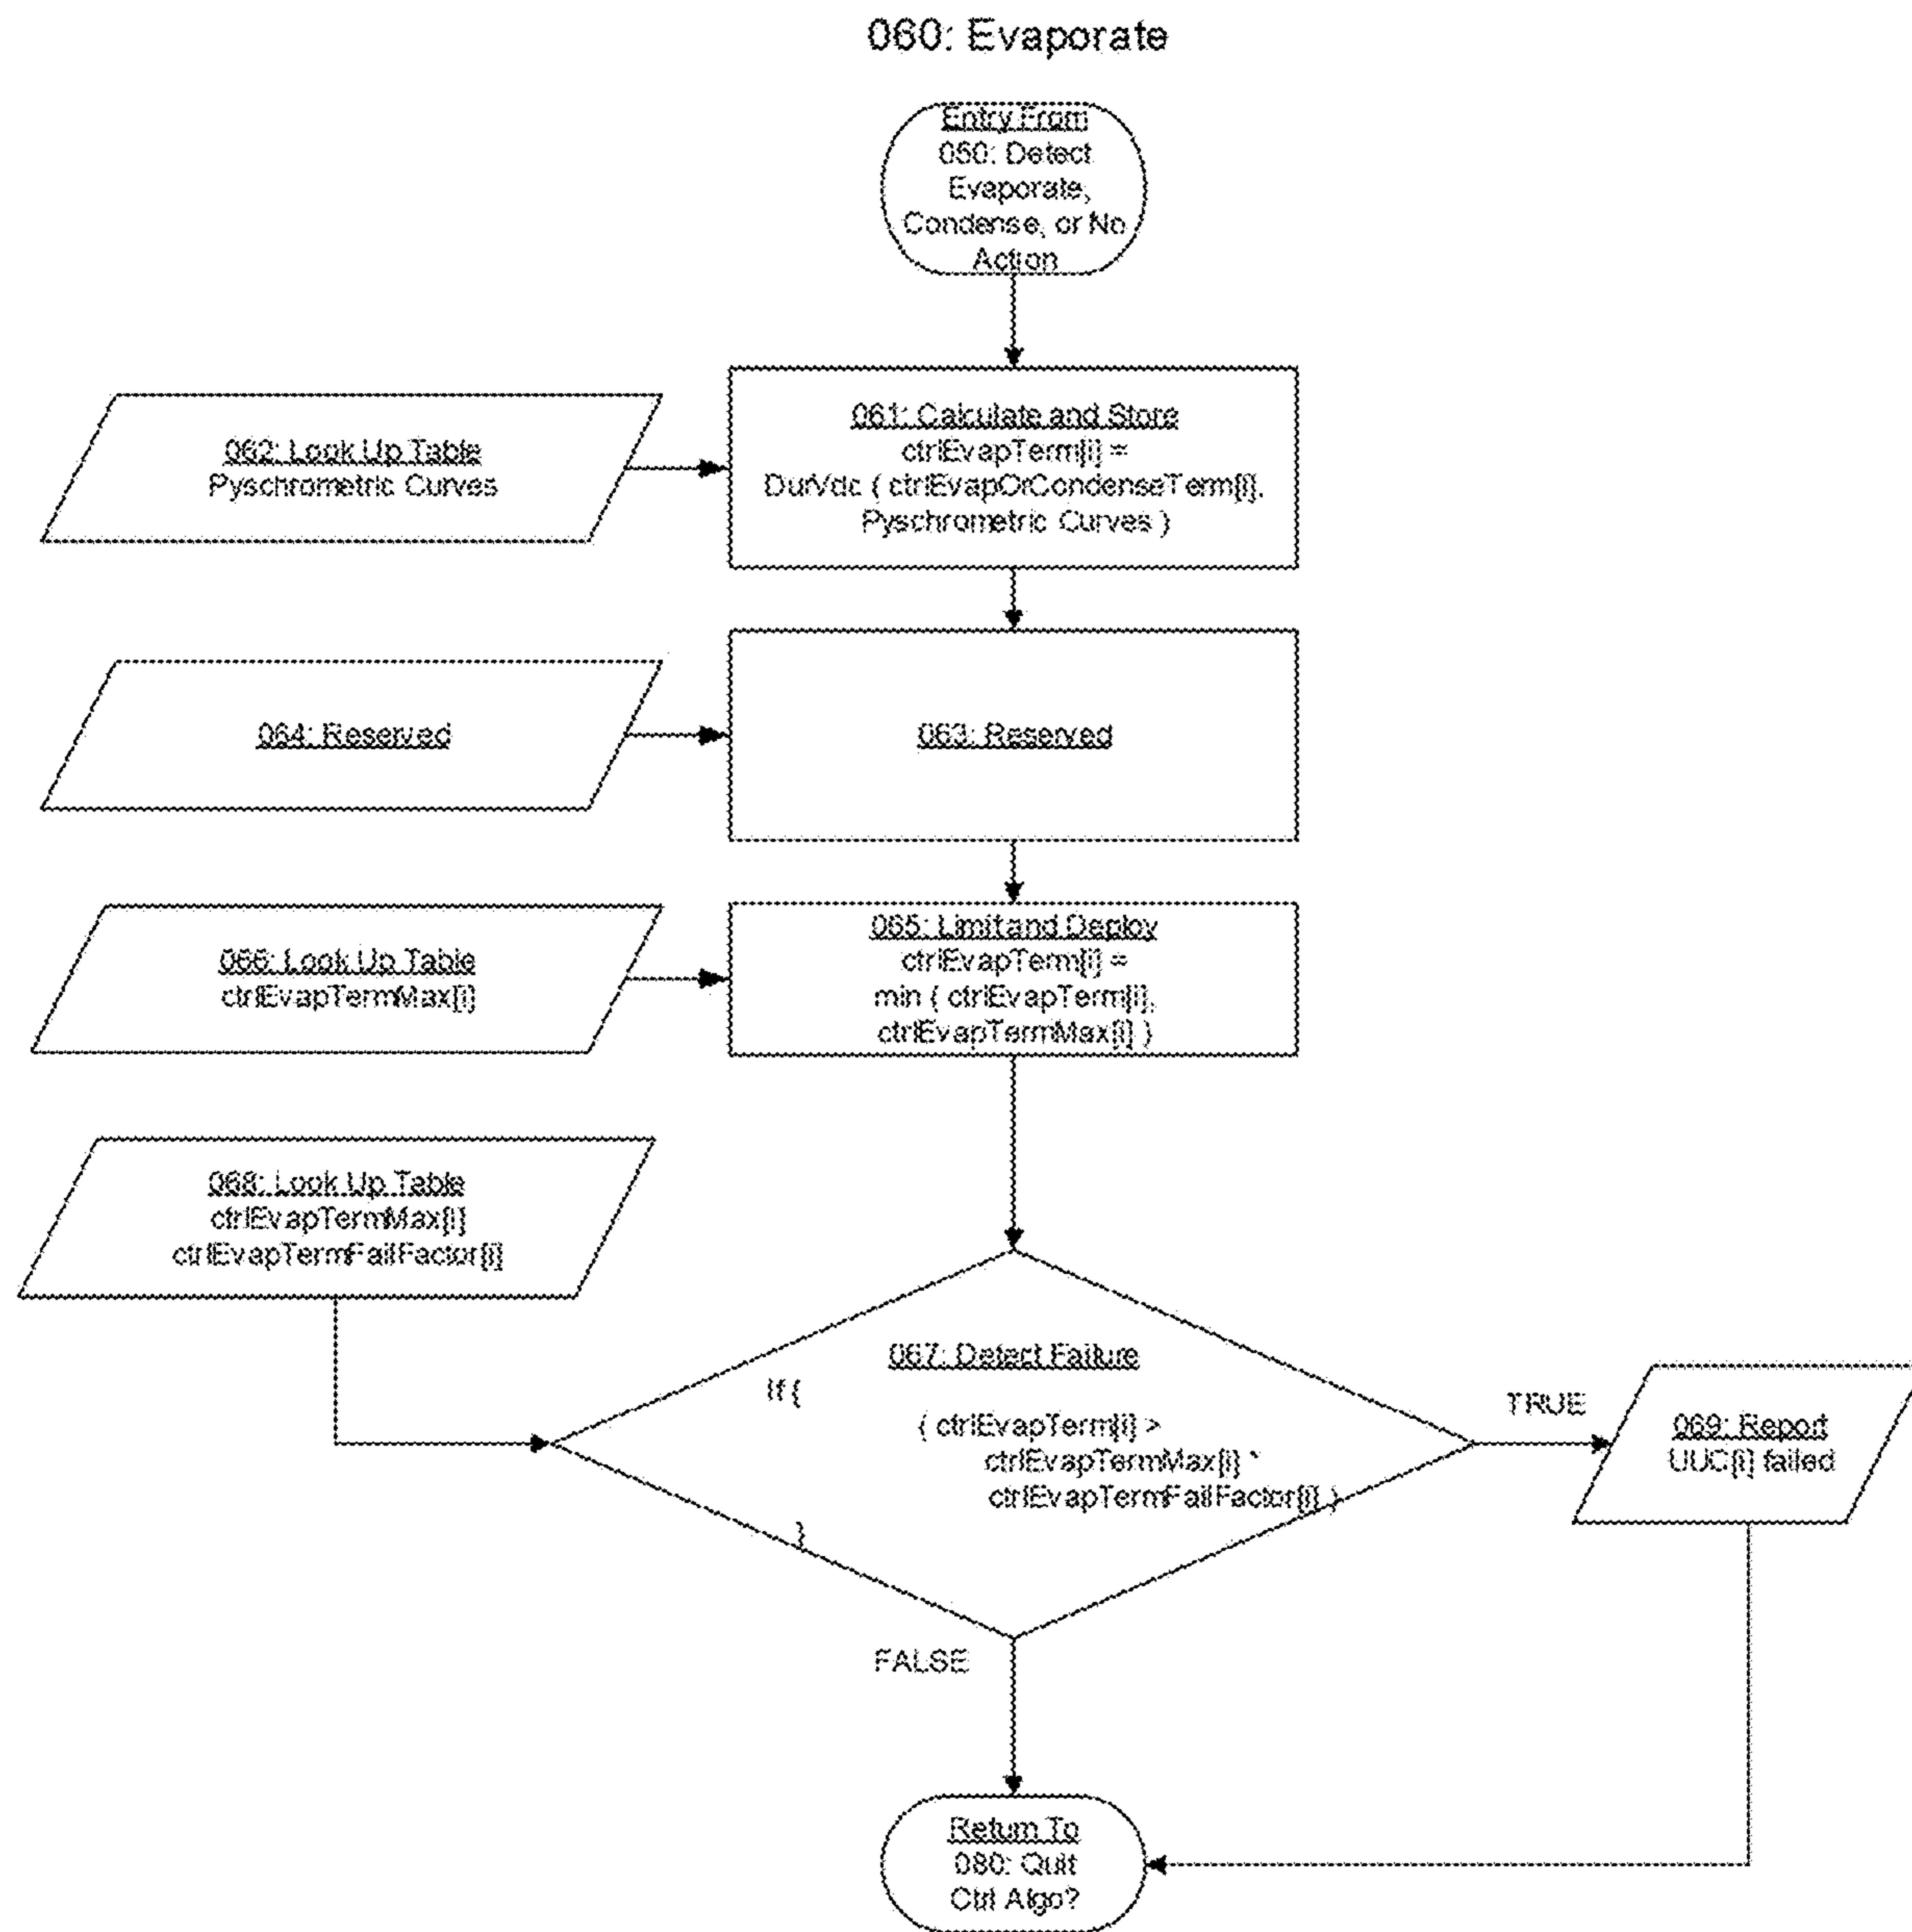 060: Evaporate
Entry From
050: Detect
Evaporate,
Condense, or No
Action
062: Look Up Table
Pyschrometric Curves
061: Calculate and Store
ctrlEvapTerm[i] =
DurVdc ( ctrlEvapOrCondenseTerm[i],
Pyschrometric Curves )
064: Reserved
063: Reserved
066: Look Up Table
ctrlEvapTermMax[i]
065: Limit and Deploy
ctrlEvapTerm[i] =
min ( ctrlEvapTerm[i],
ctrlEvapTermMax[i] )
068: Look Up Table
ctrlEvapTermMax[i]
ctrlEvapTermFailFactor[i]
067: Detect Failure
If {
( ctrlEvapTerm[i] >
ctrlEvapTermMax[i] *
ctrlEvapTermFailFactor[i] )
}
TRUE
069: Report
UUC[i] failed
FALSE
Return To
080: Quit
Ctrl Algo?